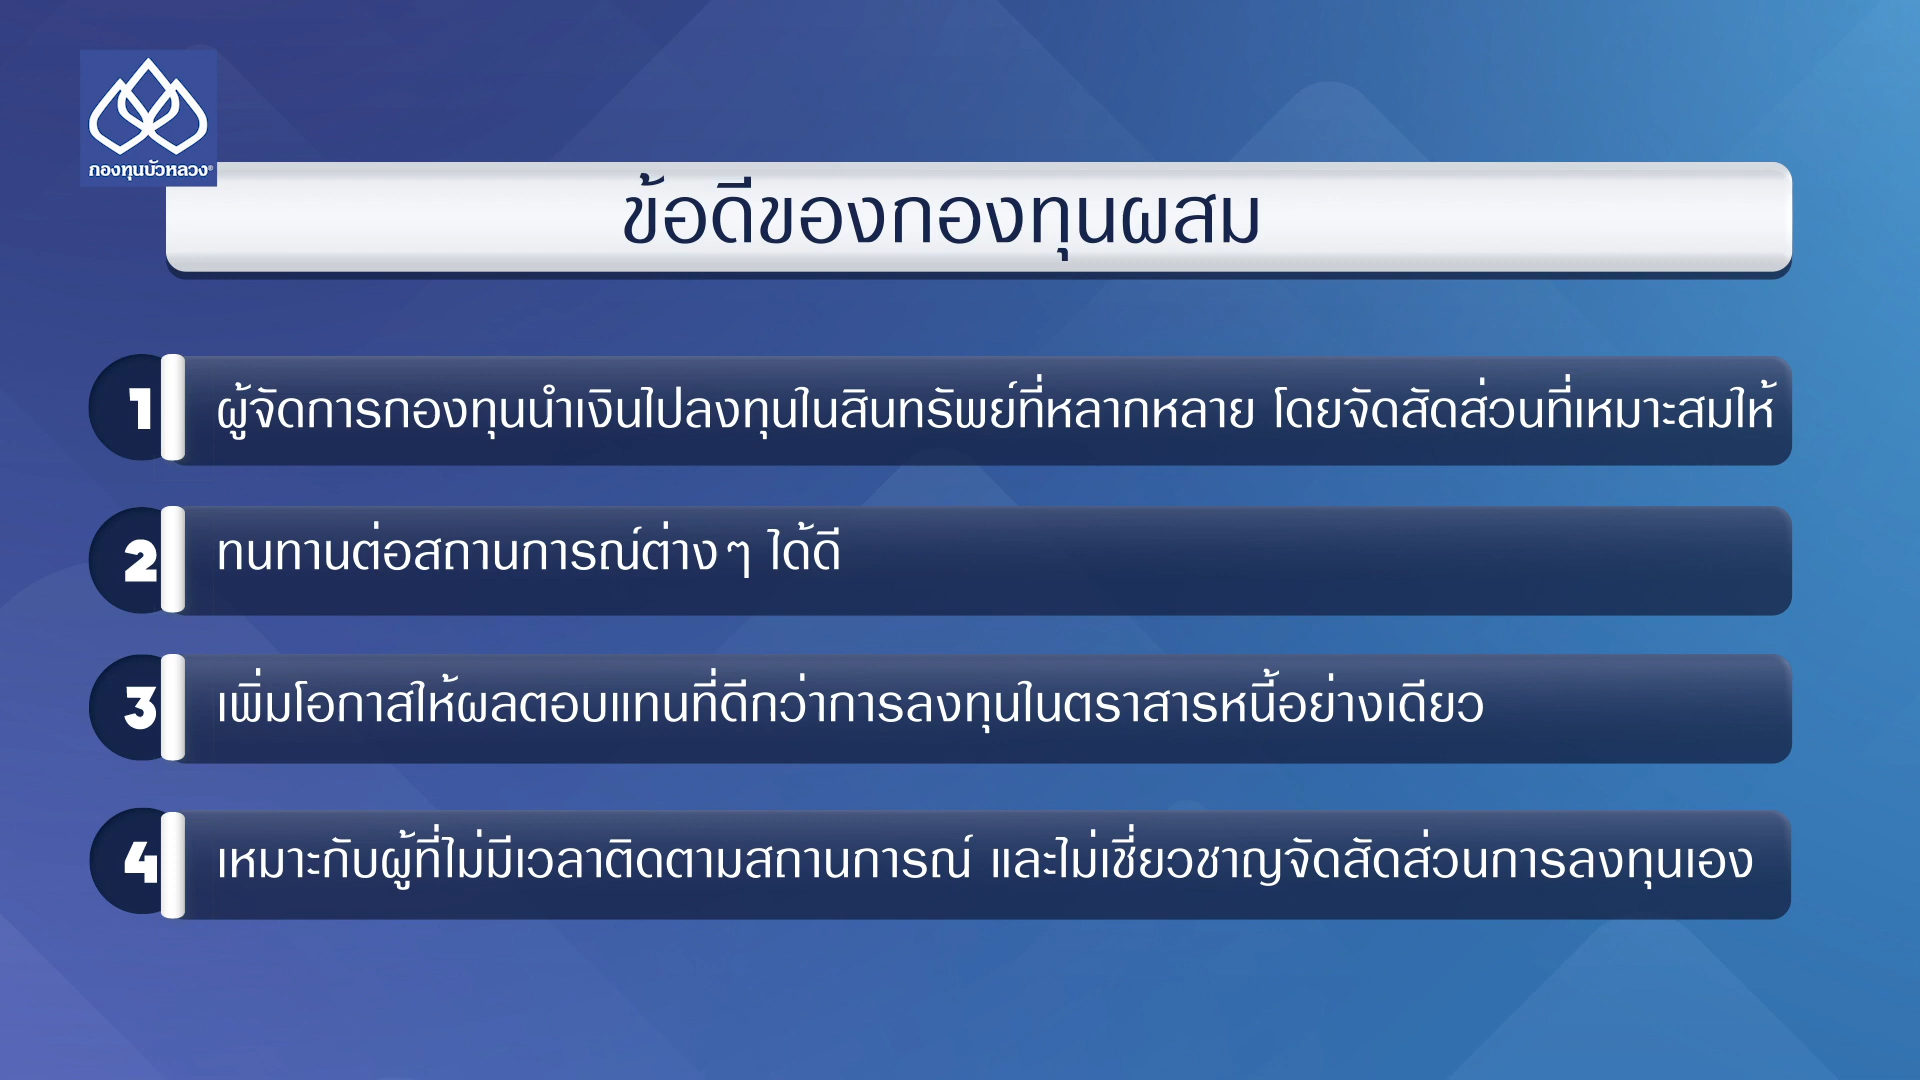 กองทุนบัวหลวง®
ข้อดีของกองทุนผสม
1 ผู้จัดการกองทุนนำเงินไปลงทุนในสินทรัพย์ที่หลากหลาย โดยจัดสัดส่วนที่เหมาะสมให้
2 ทนทานต่อสถานการณ์ต่างๆ ได้ดี
3 เพิ่มโอกาสให้ผลตอบแทนที่ดีกว่าการลงทุนในตราสารหนี้อย่างเดียว
4 เหมาะกับผู้ที่ไม่มีเวลาติดตามสถานการณ์ และไม่เชี่ยวชาญจัดสัดส่วนการลงทุนเอง